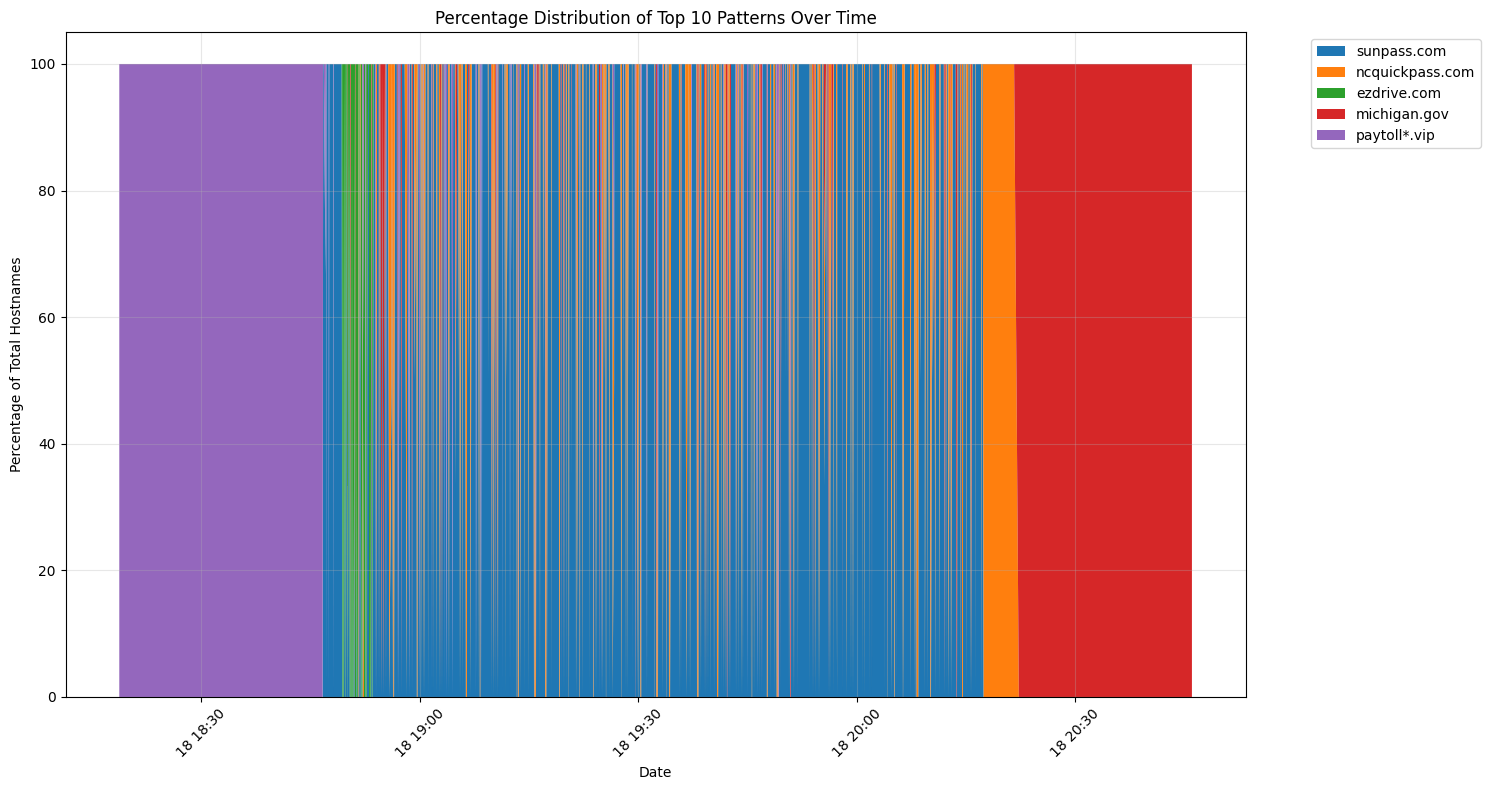 Percentage Distribution of Top 10 Patterns Over Time
sunpass.com
ncquickpass.com
ezdrive.com
michigan.gov
paytoll*.vip
Percentage of Total Hostnames
100
80
60
40
20
0
18 18:30
18 19:00
18 19:30
18 20:00
18 20:30
Date